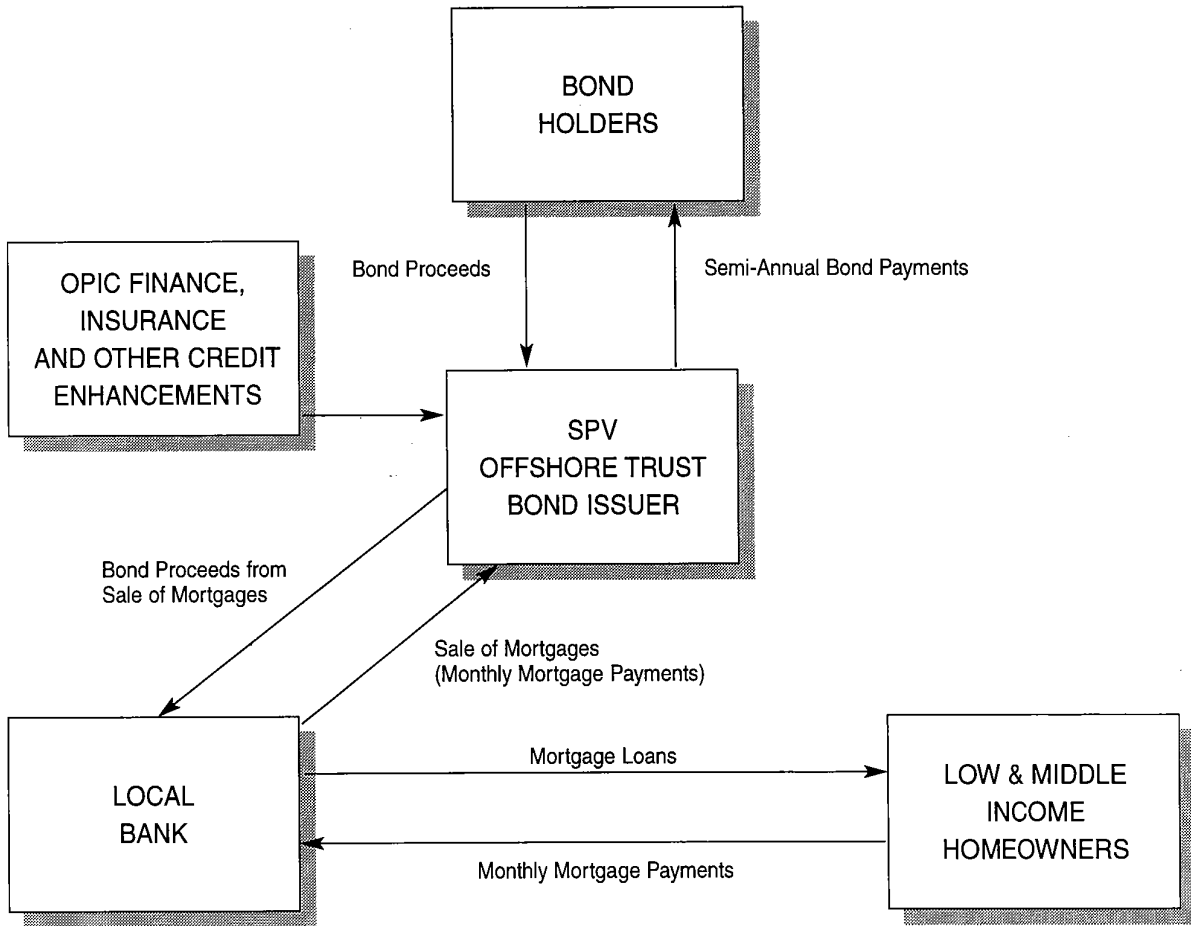 BOND
HOLDERS
OPIC FINANCE,
INSURANCE
AND OTHER CREDIT
ENHANCEMENTS
Bond Proceeds
Semi-Annual Bond Payments
SPV
OFFSHORE TRUST
BOND ISSUER
Bond Proceeds from
Sale of Mortgages
Sale of Mortgages
(Monthly Mortgage Payments)
LOCAL
BANK
Mortgage Loans
Monthly Mortgage Payments
LOW & MIDDLE
INCOME
HOMEOWNERS